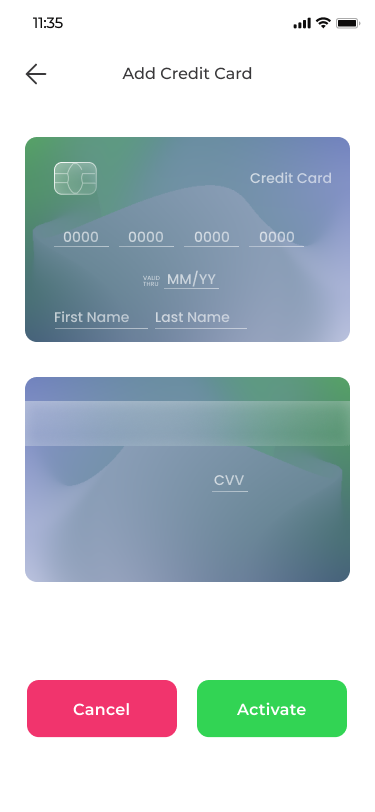 11:35
Add Credit Card
Credit Card
0000 0000 0000 0000
VALID
THRU
MM/YY
First Name Last Name
CVV
Cancel Activate